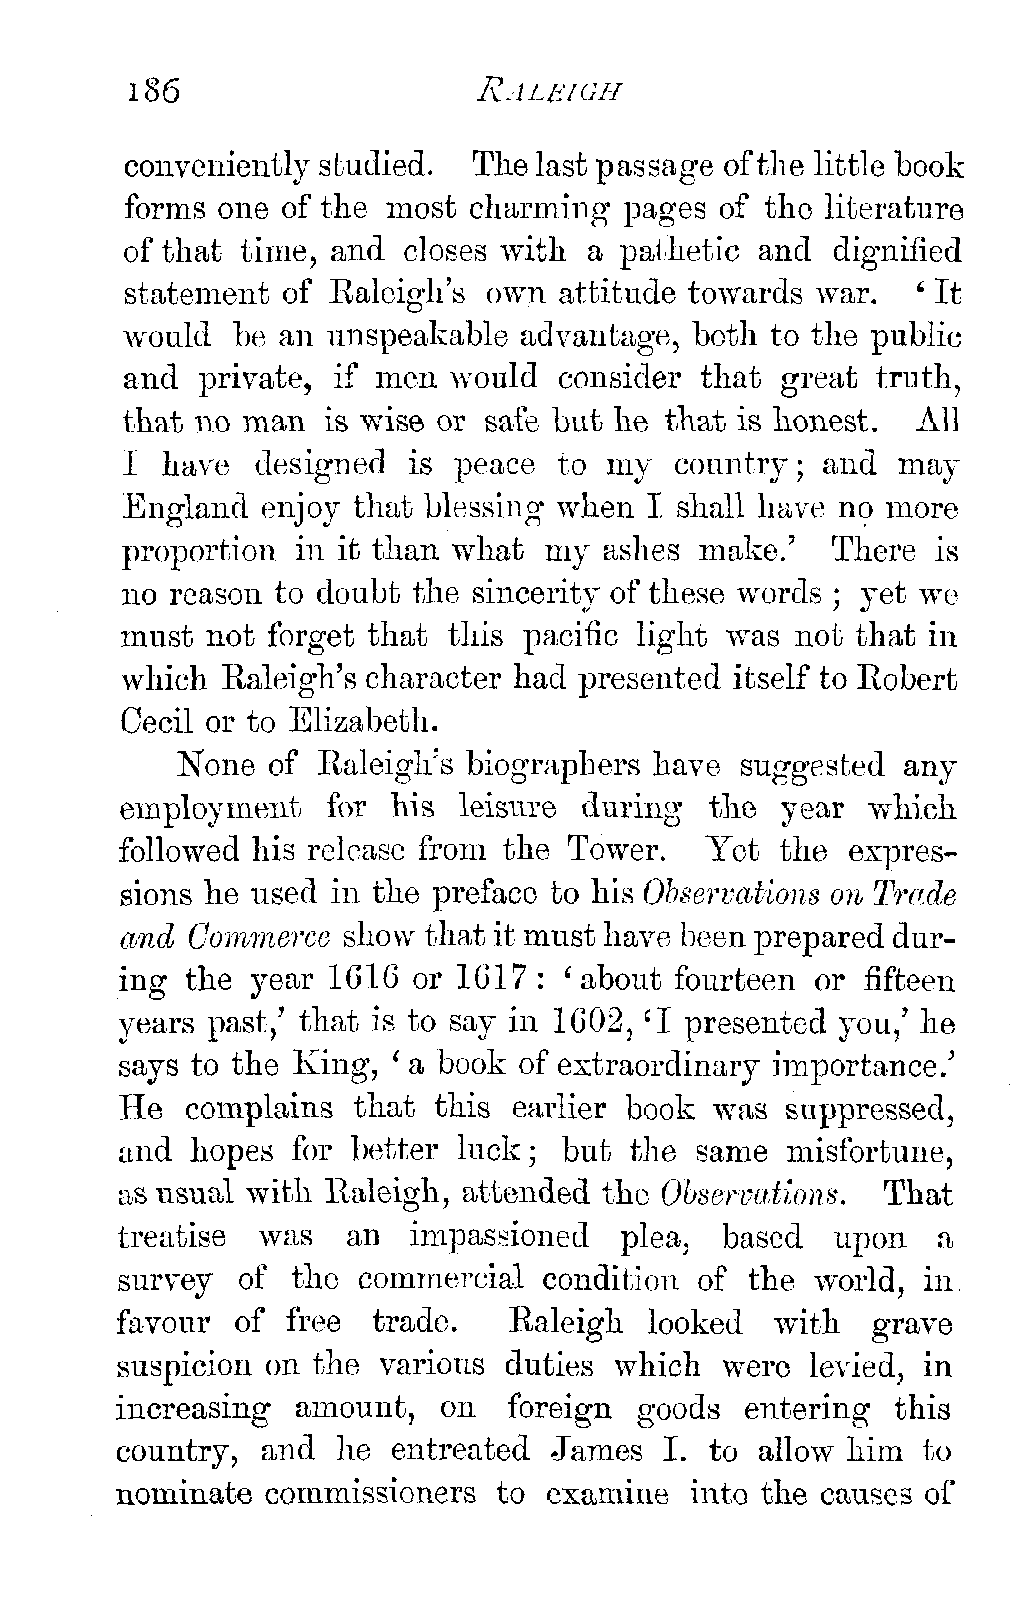 186 RALEIGH
conveniently studied. The last passage of the little book
forms one of the most charming pages of the literature
of that time, and closes with a pathetic and dignified
statement of Raleigh's own attitude towards war. ‘It
would be an unspeakable advantage, both to the public
and private, if men would consider that great truth,
that no man is wise or safe but he that is honest. All
I have designed is peace to my country; and may
England enjoy that blessing when I shall have no more
proportion in it than what my ashes make.’ There is
no reason to doubt the sincerity of these words; yet we
must not forget that this pacific light was not that in
which Raleigh's character had presented itself to Robert
Cecil or to Elizabeth.
None of Raleigh's biographers have suggested any
employment for his leisure during the year which
followed his release from the Tower. Yet the expres-
sions he used in the preface to his Observations on Trade
and Commerce show that it must have been prepared dur-
ing the year 1616 or 1617: ‘about fourteen or fifteen
years past,’ that is to say in 1602, ‘I presented you,’ he
says to the King, ‘a book of extraordinary importance.’
He complains that this earlier book was suppressed,
and hopes for better luck; but the same misfortune,
as usual with Raleigh, attended the Observations. That
treatise was an impassioned plea, based upon a
survey of the commercial condition of the world, in
favour of free trade. Raleigh looked with grave
suspicion on the various duties which were levied, in
increasing amount, on foreign goods entering this
country, and he entreated James I. to allow him to
nominate commissioners to examine into the causes of